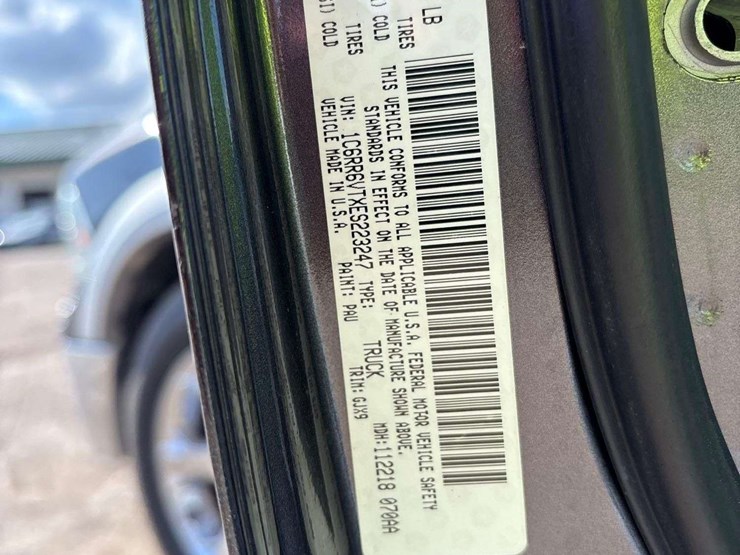 LB
TIRES
) COLD
TIRES
SI) COLD
THIS VEHICLE CONFORMS TO ALL APPLICABLE U.S.A. FEDERAL MOTOR VEHICLE SAFETY
STANDARDS IN EFFECT ON THE DATE OF MANUFACTURE SHOWN ABOVE.
VIN: 1C6RR6VTXES223247 TYPE: TRUCK MDH:112218 070AA
VEHICLE MADE IN U.S.A. PAINT: PAU TRIM: GJX9